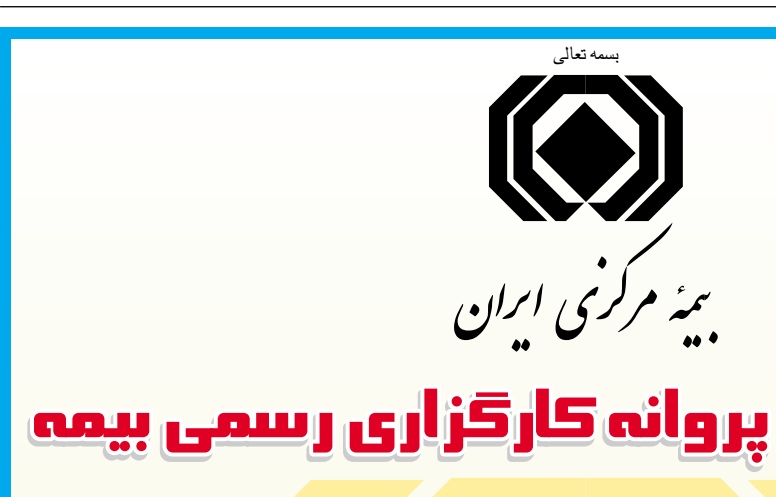 بسمه تعالی
بیمهٔ مرکزی ایران
پروانه کارگزاری رسمی بیمه